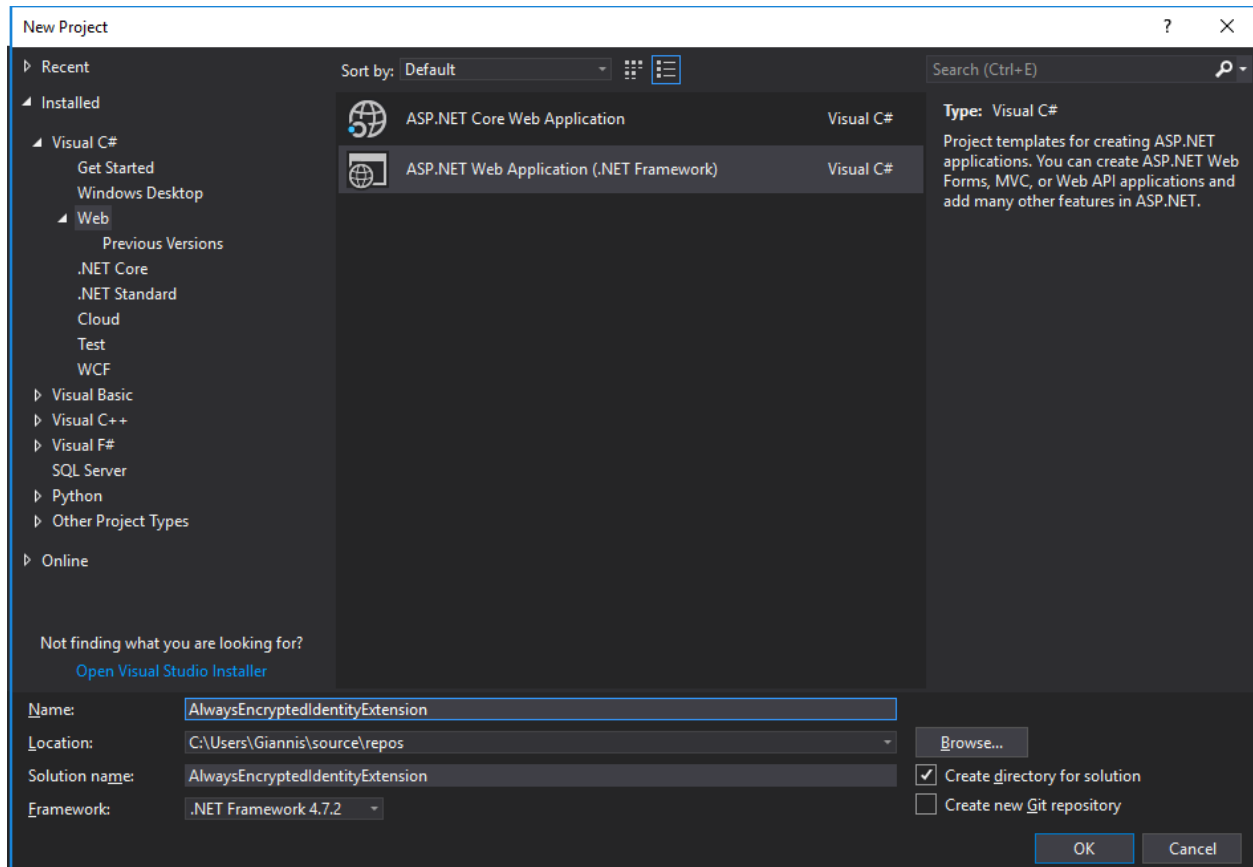 New Project
?
Recent
Installed
Visual C#
Get Started
Windows Desktop
Web
Previous Versions
.NET Core
.NET Standard
Cloud
Test
WCF
Visual Basic
Visual C++
Visual F#
SQL Server
Python
Other Project Types
Online
Not finding what you are looking for?
Open Visual Studio Installer
Sort by: Default
ASP.NET Core Web Application Visual C#
ASP.NET Web Application (.NET Framework) Visual C#
Search (Ctrl+E)
Type: Visual C#
Project templates for creating ASP.NET
applications. You can create ASP.NET Web
Forms, MVC, or Web API applications and
add many other features in ASP.NET.
Name: AlwaysEncryptedIdentityExtension
Location: C:\Users\Giannis\source\repos
Browse...
Solution name: AlwaysEncryptedIdentityExtension
Create directory for solution
Framework: .NET Framework 4.7.2
Create new Git repository
OK Cancel